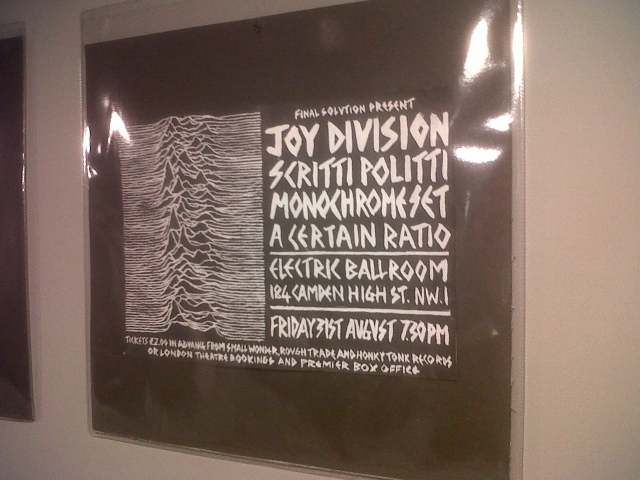 FINAL SOLUTION PRESENT
JOY DIVISION
SCRITTI POLITTI
MONOCHROME SET
A CERTAIN RATIO
ELECTRIC BALLROOM
184 CAMDEN HIGH ST. NW.1
FRIDAY 31ST AUGUST 7.30PM
TICKETS £2.00 IN ADVANCE FROM SMALL WONDER, ROUGH TRADE, AND HONKY TONK RECORDS
OR LONDON THEATRE BOOKINGS AND PREMIER BOX OFFICE